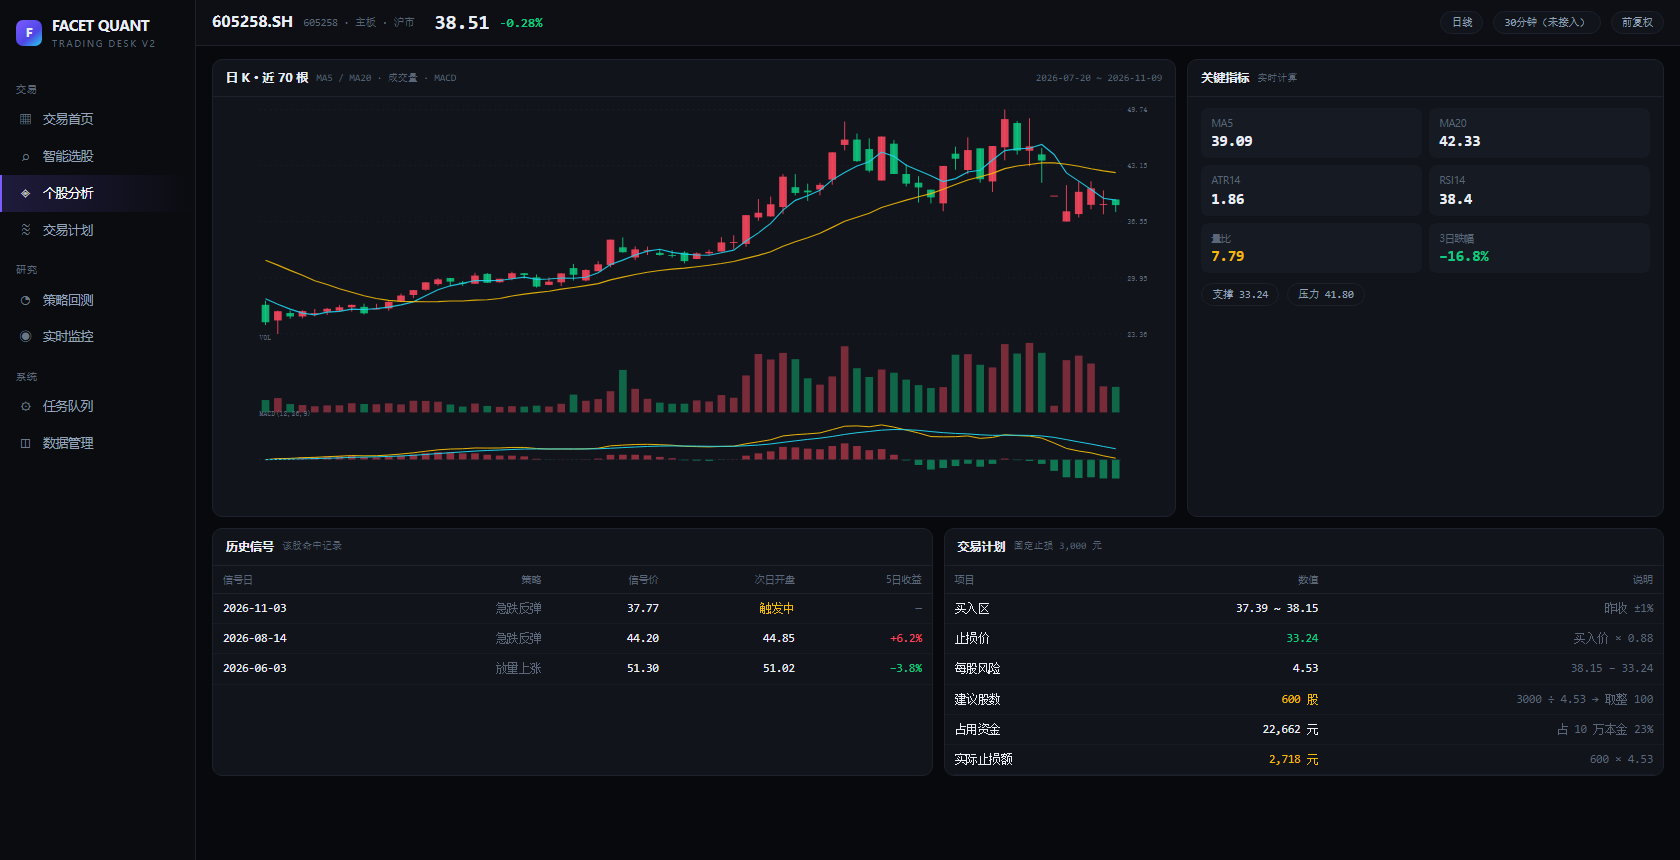 F
FACET QUANT
TRADING DESK V2
交易
交易首页
智能选股
个股分析
交易计划
研究
策略回测
实时监控
系统
任务队列
数据管理
605258.SH 605258 · 主板 · 沪市 38.51 -0.28%
日线 30分钟（未接入） 前复权
日 K · 近 70 根 MA5 / MA20 · 成交量 · MACD 2026-07-20 ~ 2026-11-09
49.74
43.15
36.55
29.95
23.36
VOL
MACD(12,26,9)
关键指标 实时计算
MA5
39.09
MA20
42.33
ATR14
1.86
RSI14
38.4
量比
7.79
3日跌幅
-16.8%
支撑 33.24 压力 41.80
历史信号 该股命中记录
信号日 策略 信号价 次日开盘 5日收益
2026-11-03 急跌反弹 37.77 触发中 —
2026-08-14 急跌反弹 44.20 44.85 +6.2%
2026-06-03 放量上涨 51.30 51.02 -3.8%
交易计划 固定止损 3,000 元
项目 数值 说明
买入区 37.39 ~ 38.15 昨收 ±1%
止损价 33.24 买入价 × 0.88
每股风险 4.53 38.15 − 33.24
建议股数 600 股 3000 ÷ 4.53 → 取整 100
占用资金 22,662 元 占 10 万本金 23%
实际止损额 2,718 元 600 × 4.53